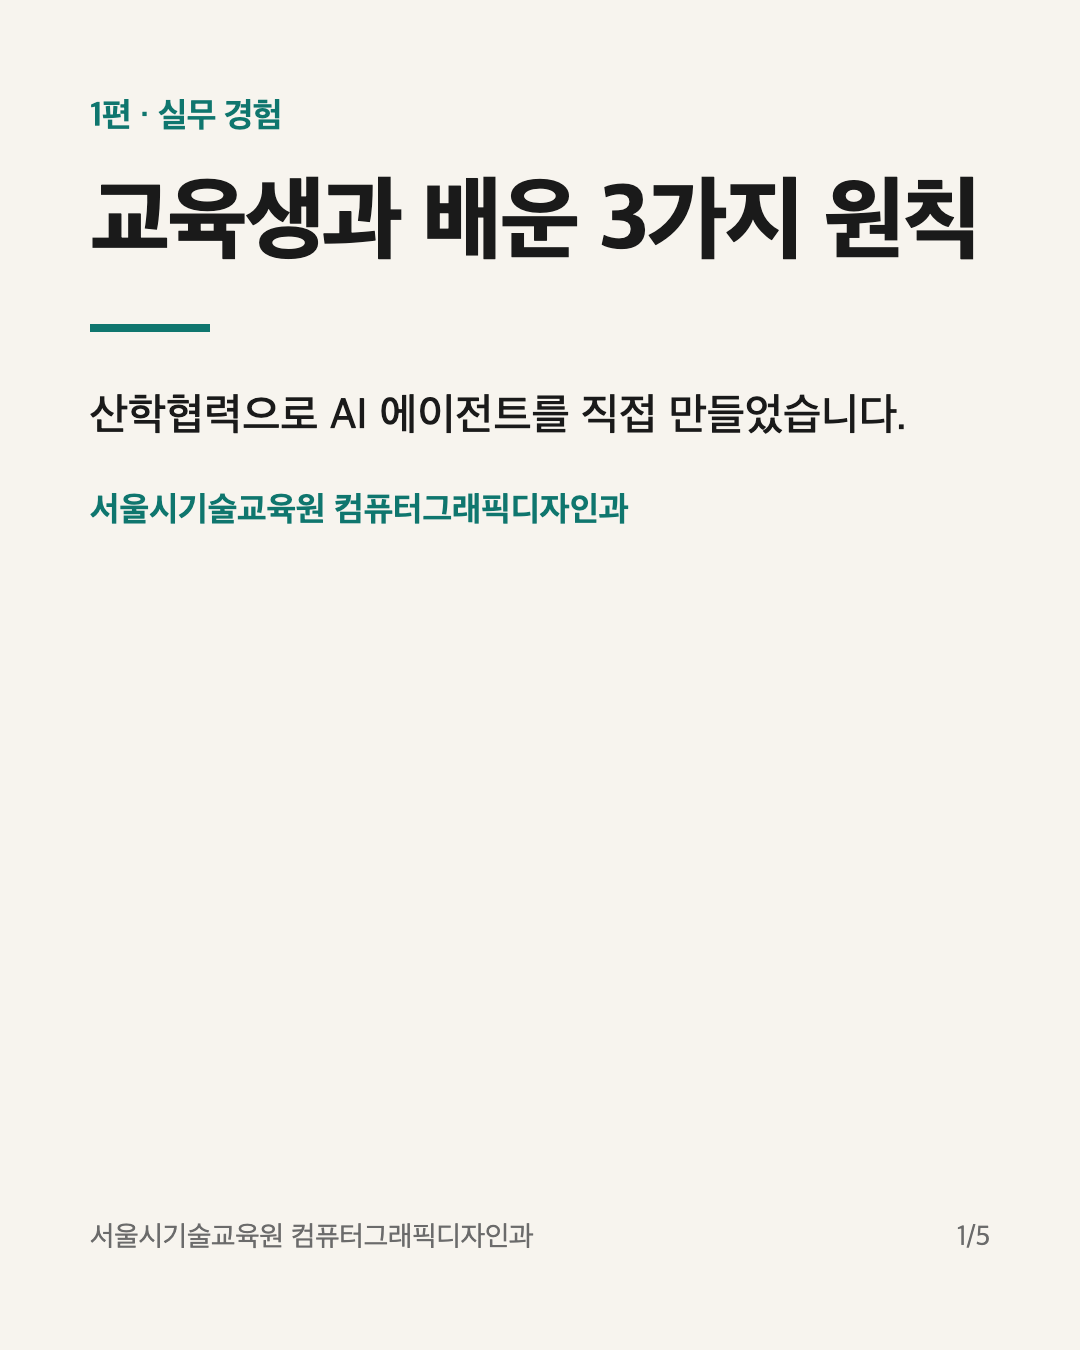 1편 · 실무 경험
교육생과 배운 3가지 원칙
산학협력으로 AI 에이전트를 직접 만들었습니다.
서울시기술교육원 컴퓨터그래픽디자인과
서울시기술교육원 컴퓨터그래픽디자인과
1/5